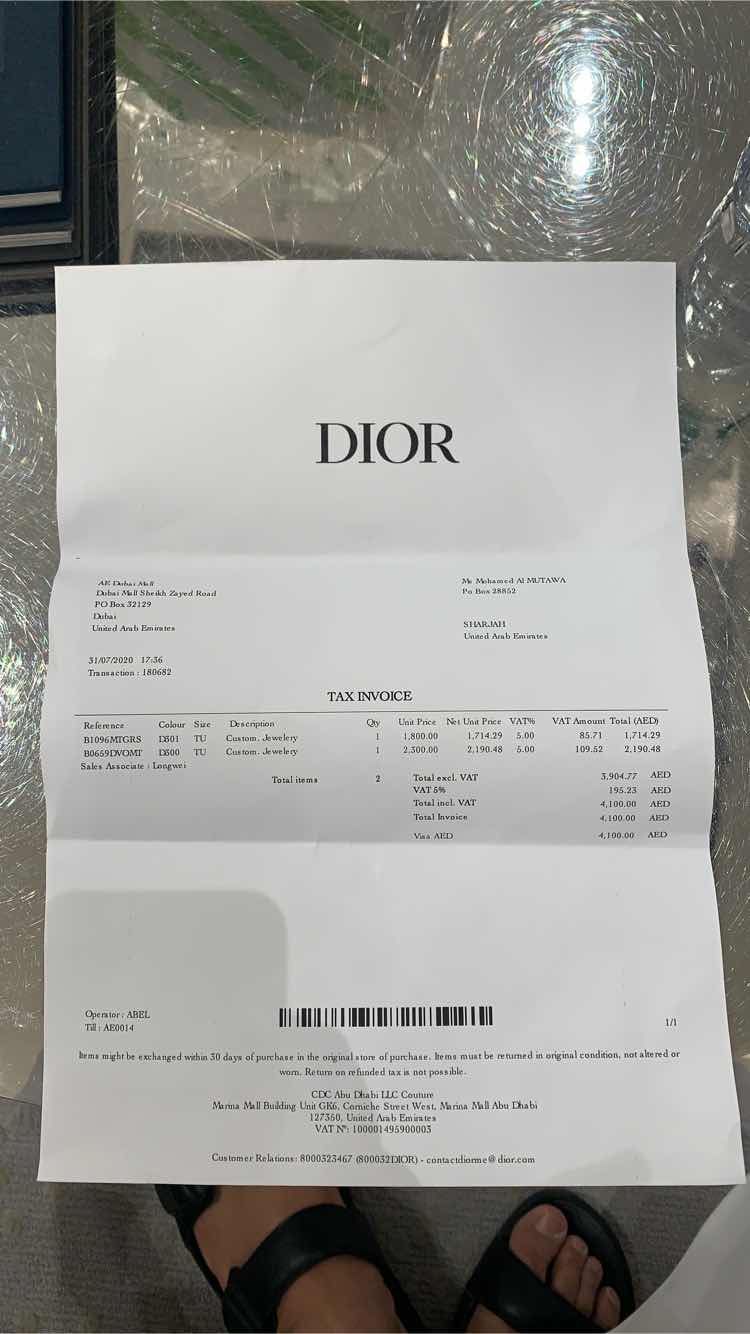 DIOR
AE Dubai Mall
Dubai Mall Sheikh Zayed Road
PO Box 32129
Dubai
United Arab Emirates
Mr Mohamed Al MUTAWA
Po Box 28852
SHARJAH
United Arab Emirates
31/07/2020 17:36
Transaction : 180682
TAX INVOICE
Reference Colour Size Description Qty Unit Price Net Unit Price VAT% VAT Amount Total (AED)
B1096MTGRS D301 TU Custom. Jewelery 1 1,800.00 1,714.29 5.00 85.71 1,714.29
B0659DVOMT D300 TU Custom. Jewelery 1 2,300.00 2,190.48 5.00 109.52 2,190.48
Sales Associate : Longwei
Total items 2 Total excl. VAT 3,904.77 AED
VAT 5% 195.23 AED
Total incl. VAT 4,100.00 AED
Total Invoice 4,100.00 AED
Visa AED 4,100.00 AED
Operator : ABEL
Till : AE0014
1/1
Items might be exchanged within 30 days of purchase in the original store of purchase. Items must be returned in original condition, not altered or
worn. Return on refunded tax is not possible.
CDC Abu Dhabi LLC Couture
Marina Mall Building Unit GK6, Corniche Street West, Marina Mall Abu Dhabi
127350, United Arab Emirates
VAT N°: 100001495900003
Customer Relations: 8000323467 (800032DIOR) - contactdiorme@dior.com